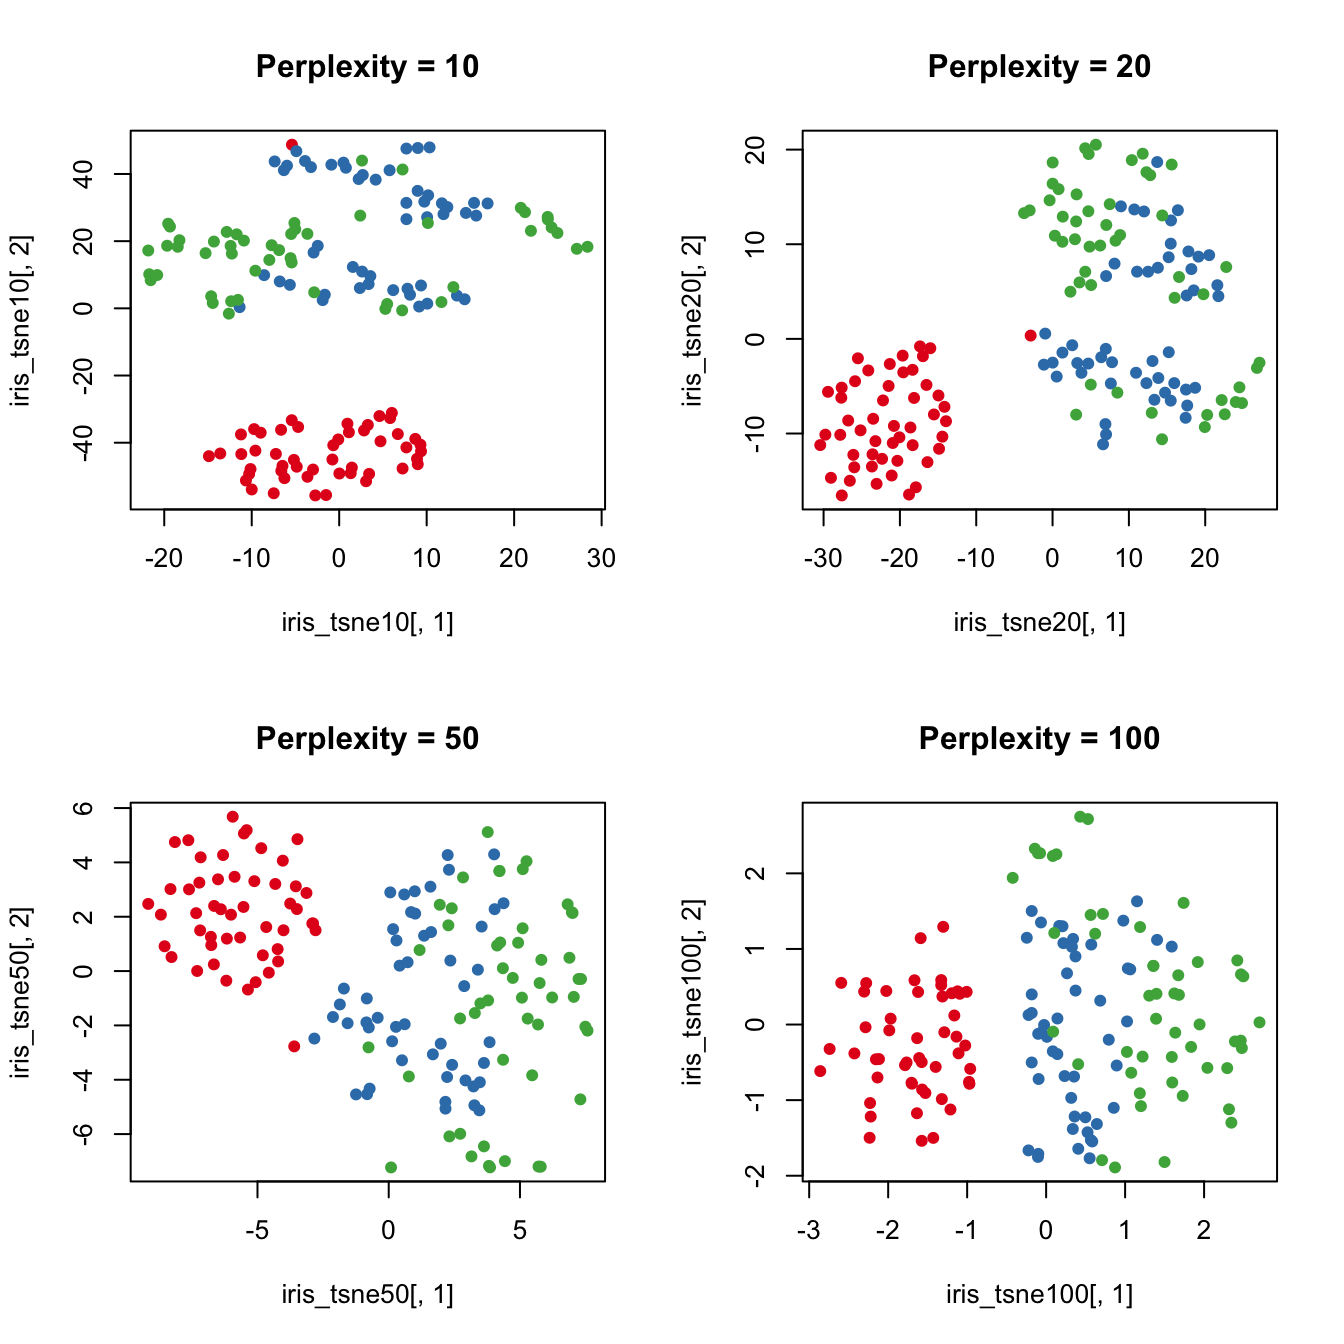 Perplexity = 10
iris_tsne10[, 2]
40
20
0
-20
-40
-20 -10 0 10 20 30
iris_tsne10[, 1]
Perplexity = 20
iris_tsne20[, 2]
20
10
0
-10
-30 -20 -10 0 10 20
iris_tsne20[, 1]
Perplexity = 50
iris_tsne50[, 2]
6
4
2
0
-2
-4
-6
-5 0 5
iris_tsne50[, 1]
Perplexity = 100
iris_tsne100[, 2]
2
1
0
-1
-2
-3 -2 -1 0 1 2
iris_tsne100[, 1]